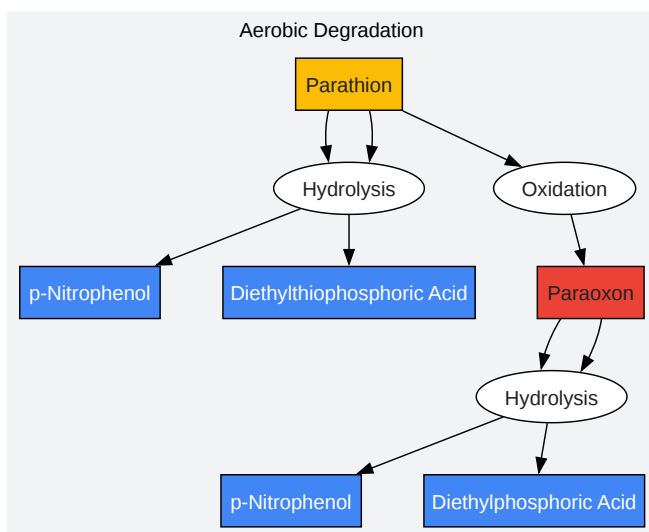 Aerobic Degradation
Parathion
Hydrolysis
Oxidation
p-Nitrophenol
Diethylthiophosphoric Acid
Paraoxon
Hydrolysis
p-Nitrophenol
Diethylphosphoric Acid